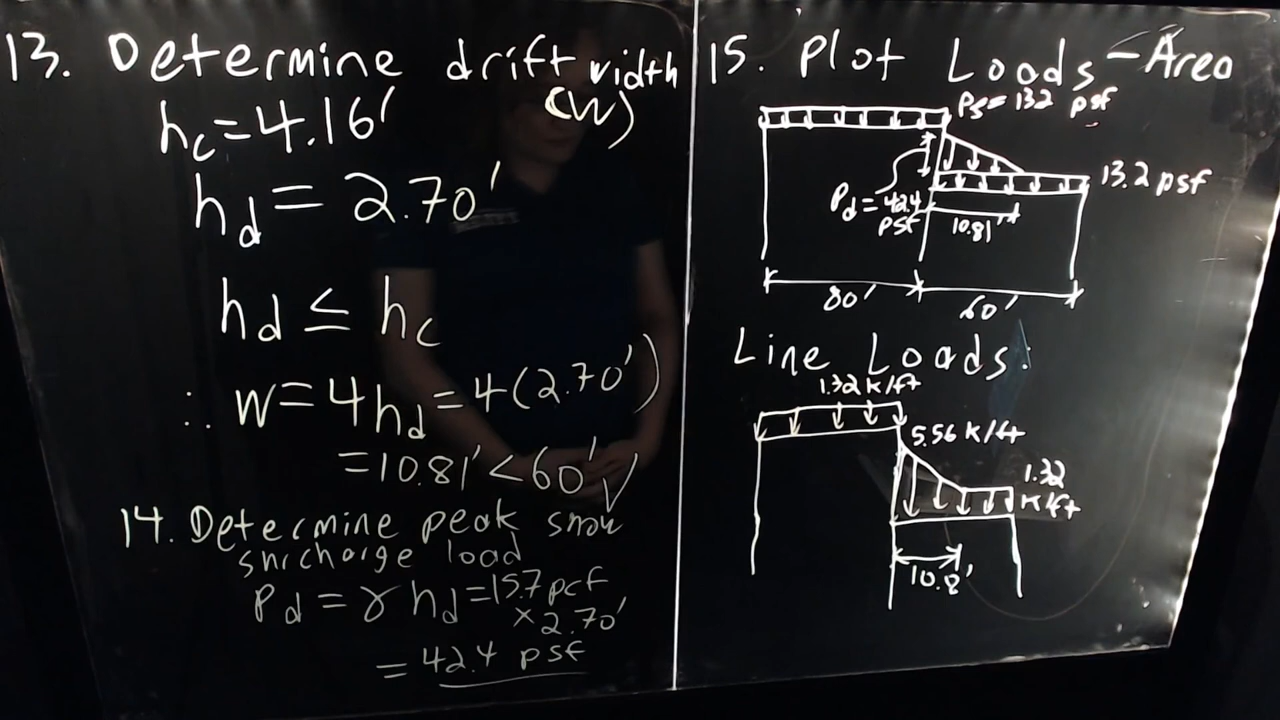 13. Determine drift width
(W)
hc = 4.16'
hd = 2.70'
hd ≤ hc
∴ W = 4hd = 4(2.70')
= 10.81' < 60' ✓
14. Determine peak snow
surcharge load
Pd = γ hd = 15.7 pcf
× 2.70'
= 42.4 psf
15. Plot Loads - Area
Ps = 13.2 psf
13.2 psf
Pd = 42.4
psf
10.81'
80'
60'
Line Loads:
1.32 K/ft
5.56 K/ft
1.32
K/ft
10.8'